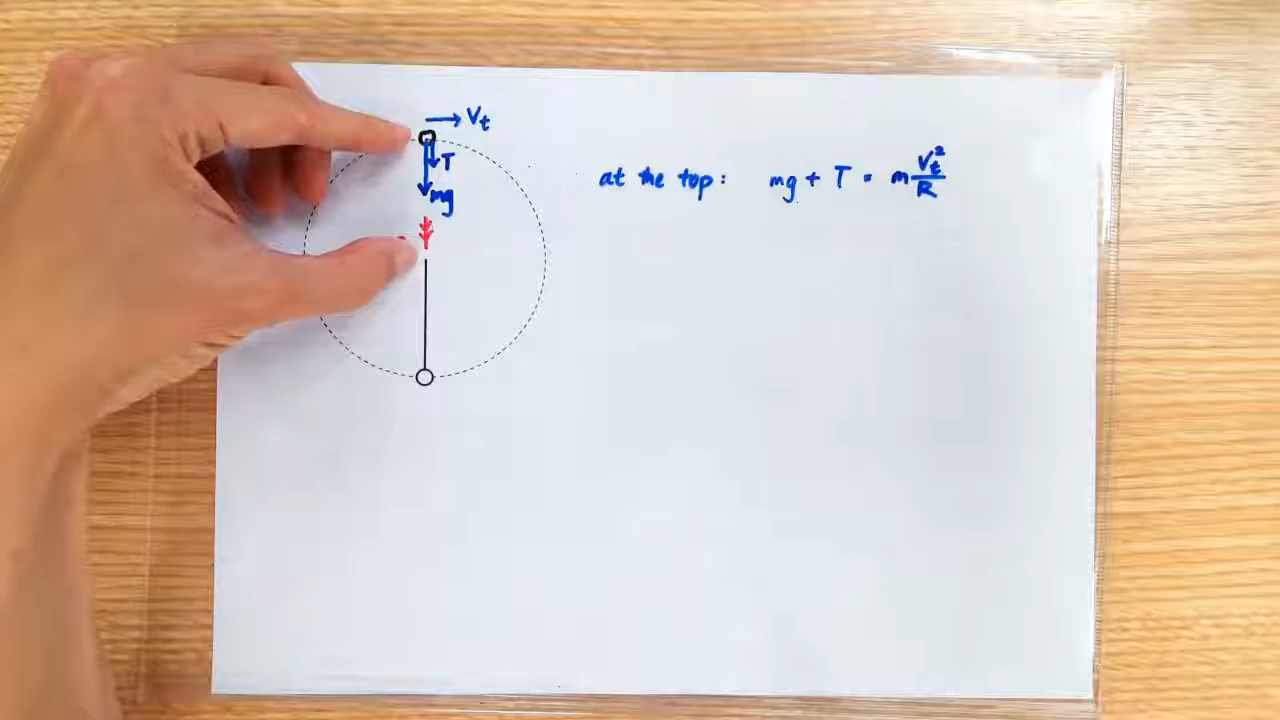 → Vt
T
mg
at the top: mg + T = m Vt²/R